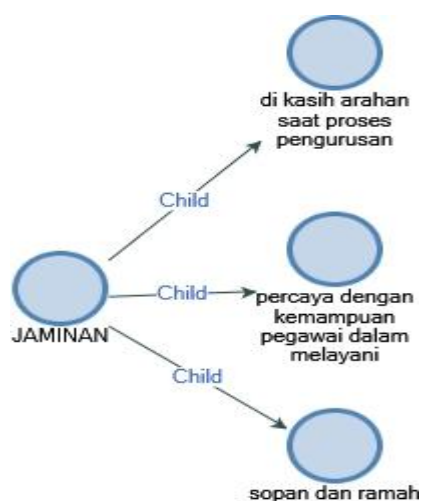 di kasih arahan
saat proses
pengurusan
Child
JAMINAN
Child
percaya dengan
kemampuan
pegawai dalam
melayani
Child
sopan dan ramah